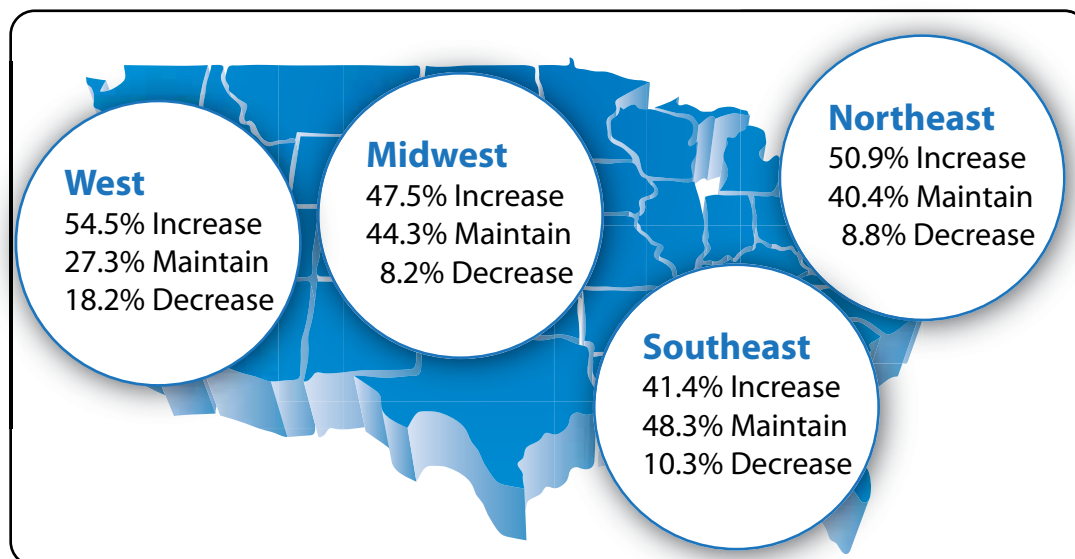 West
54.5% Increase
27.3% Maintain
18.2% Decrease
Midwest
47.5% Increase
44.3% Maintain
8.2% Decrease
Northeast
50.9% Increase
40.4% Maintain
8.8% Decrease
Southeast
41.4% Increase
48.3% Maintain
10.3% Decrease